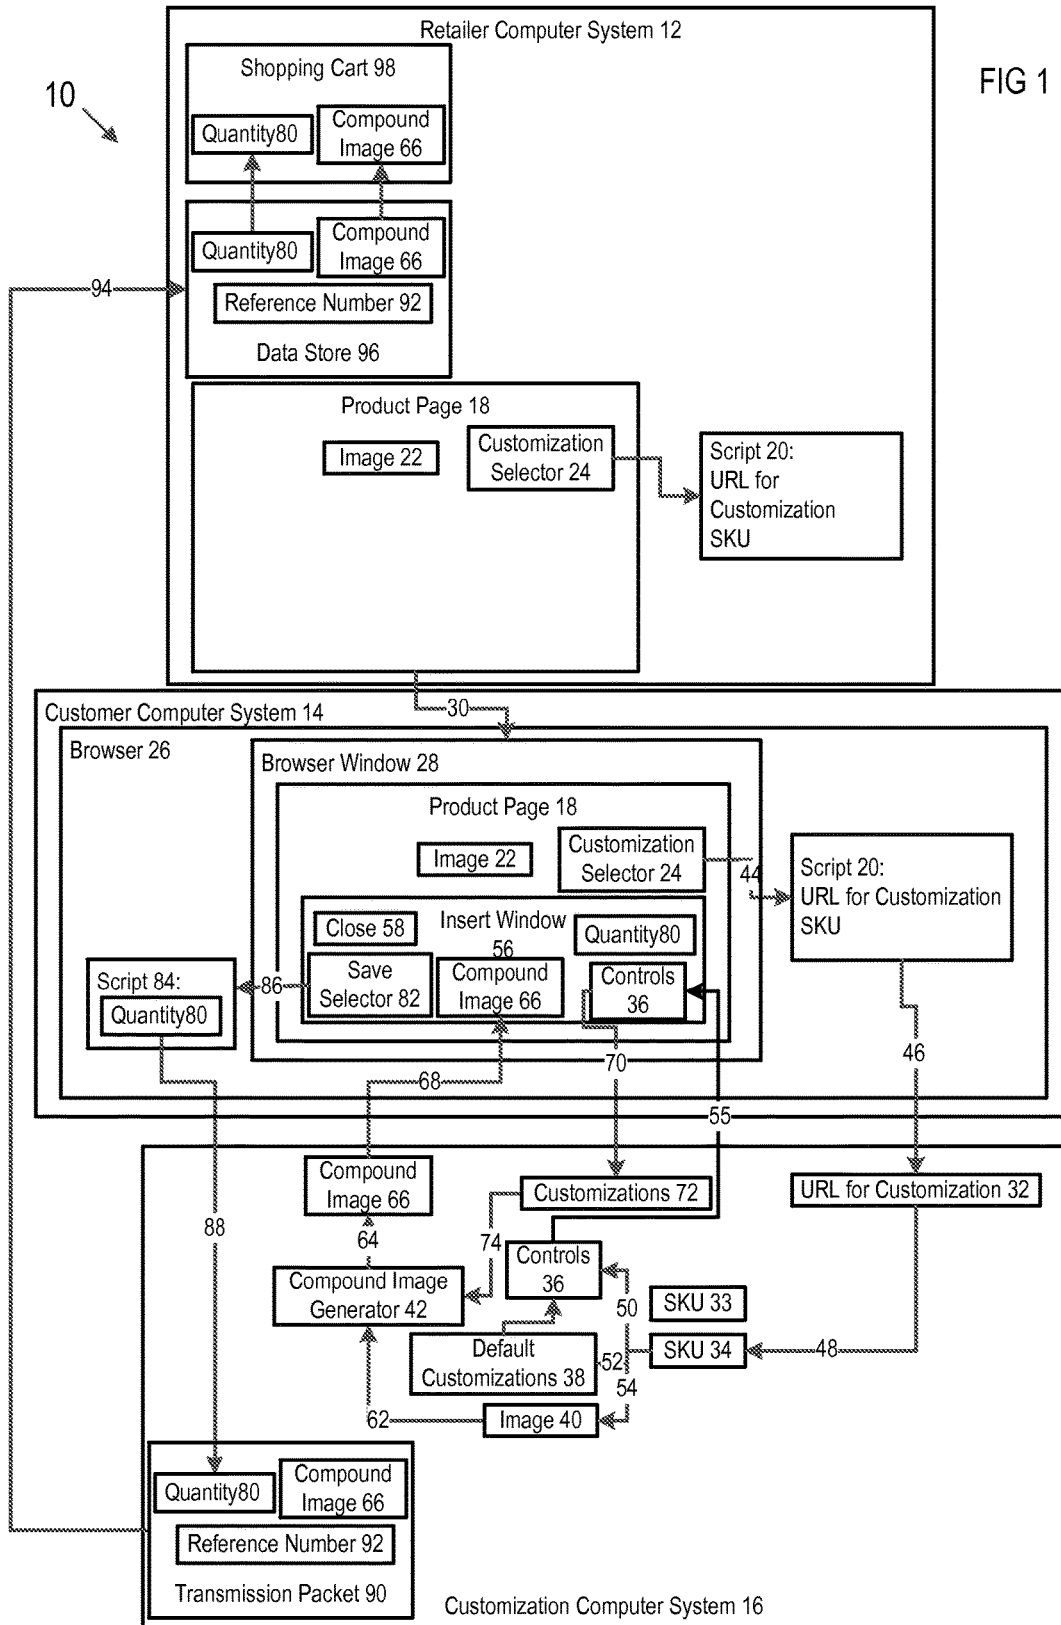 Retailer Computer System 12
FIG 1
10
Shopping Cart 98
Quantity80
Compound
Image 66
Quantity80
Compound
Image 66
94
Reference Number 92
Data Store 96
Product Page 18
Image 22
Customization
Selector 24
Script 20:
URL for
Customization
SKU
30
Customer Computer System 14
Browser 26
Browser Window 28
Product Page 18
Image 22
Customization
Selector 24
44
Script 20:
URL for Customization
SKU
Close 58
Insert Window
56
Quantity80
Save
Selector 82
Compound
Image 66
Controls
36
86
Script 84:
Quantity80
70
46
68
55
Compound
Image 66
Customizations 72
URL for Customization 32
88
64
74
Controls
36
Compound Image
Generator 42
50
SKU 33
Default
Customizations 38
52
SKU 34
48
54
62
Image 40
Quantity80
Compound
Image 66
Reference Number 92
Transmission Packet 90
Customization Computer System 16